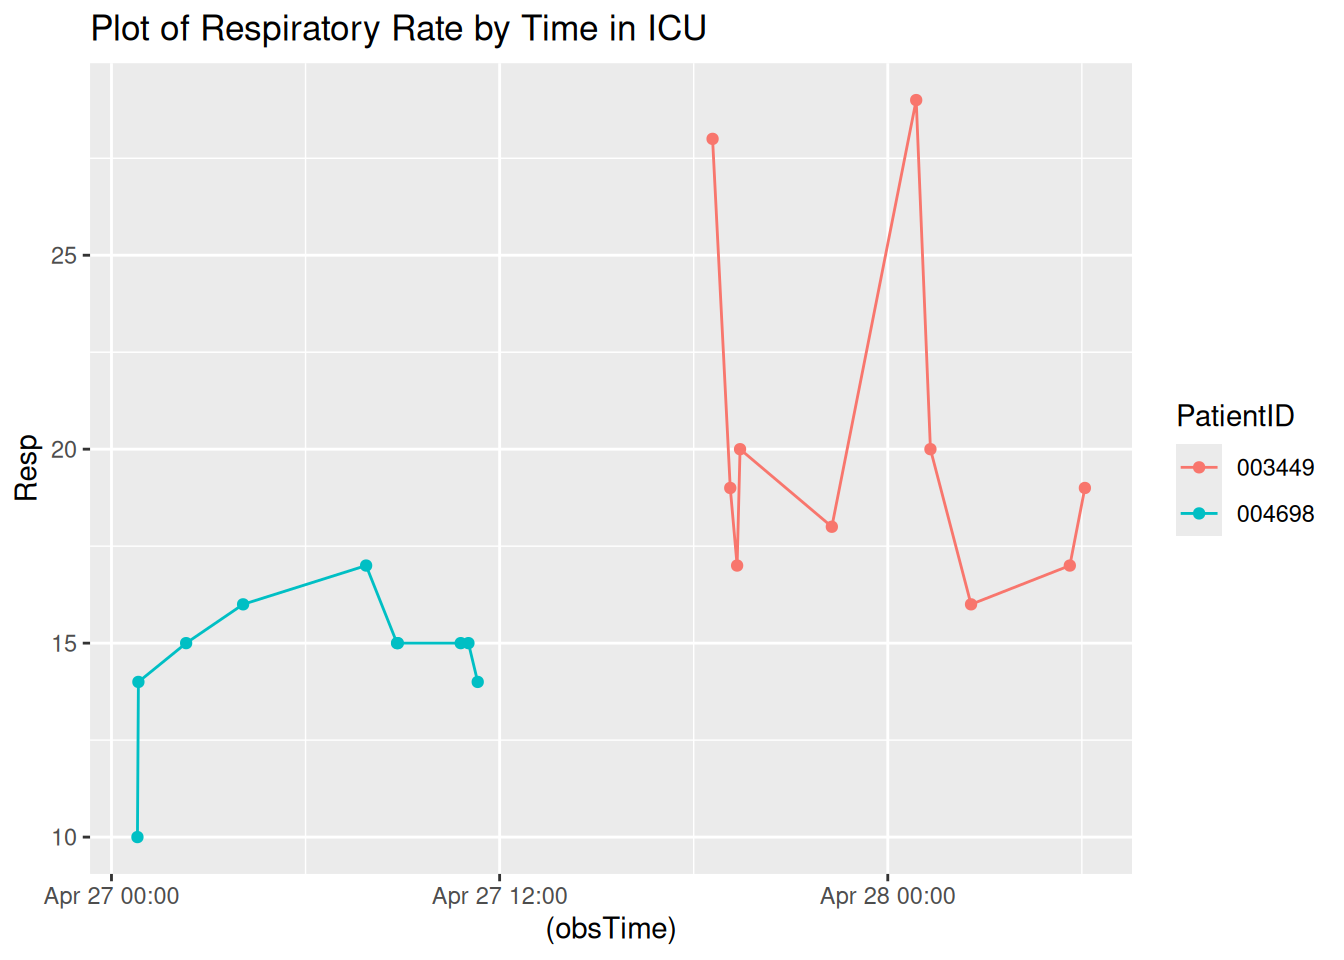 Plot of Respiratory Rate by Time in ICU
Resp
25
20
15
10
Apr 27 00:00
Apr 27 12:00
Apr 28 00:00
(obsTime)
PatientID
003449
004698